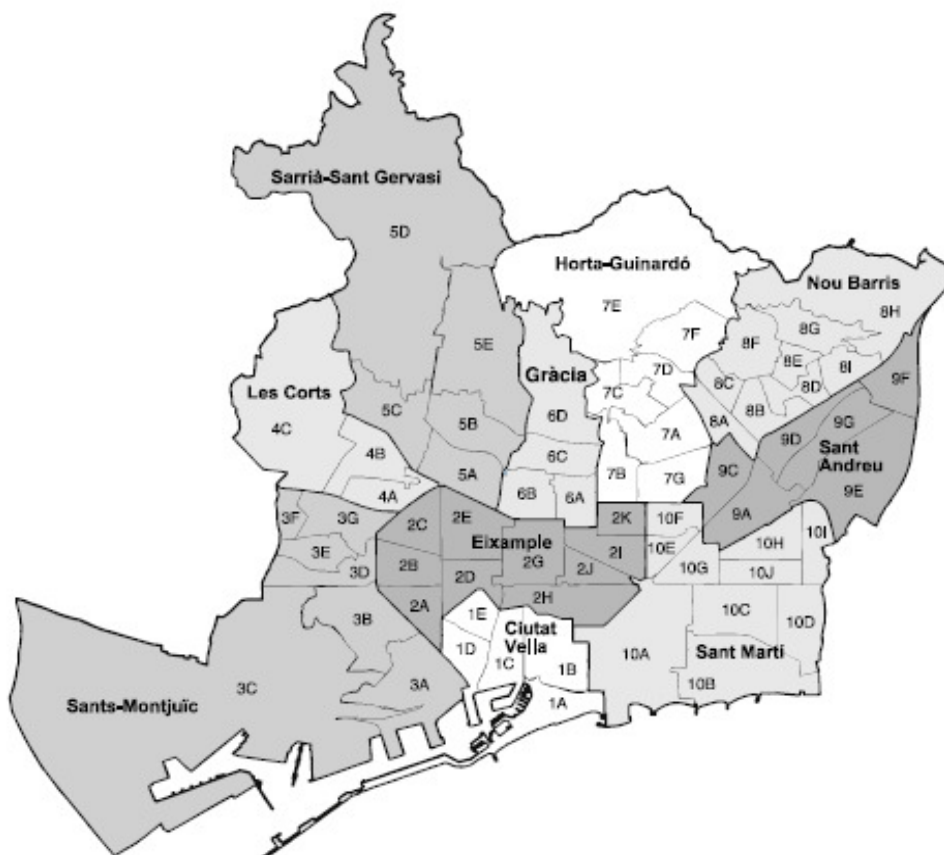 Sarrià-Sant Gervasi
5D
Horta-Guinardó
Nou Barris
7E
8H
7F
8G
8F
5E
8E
7D
8I
Gràcia
8C
8D
9F
Les Corts
7C
5C
8B
6D
5B
8A
9G
4C
7A
9D
Sant
Andreu
4B
6C
7B
9C
5A
7G
4A
6B
6A
9E
3F
3G
2C
2E
2K
10F
9A
10I
Eixample
3E
10E
10H
2B
2G
2I
3D
2D
2J
10G
10J
2A
2H
3B
1E
10C
10D
Ciutat
Vella
1D
1C
10A
Sant Martí
1B
3C
3A
10B
Sants-Montjuïc
1A